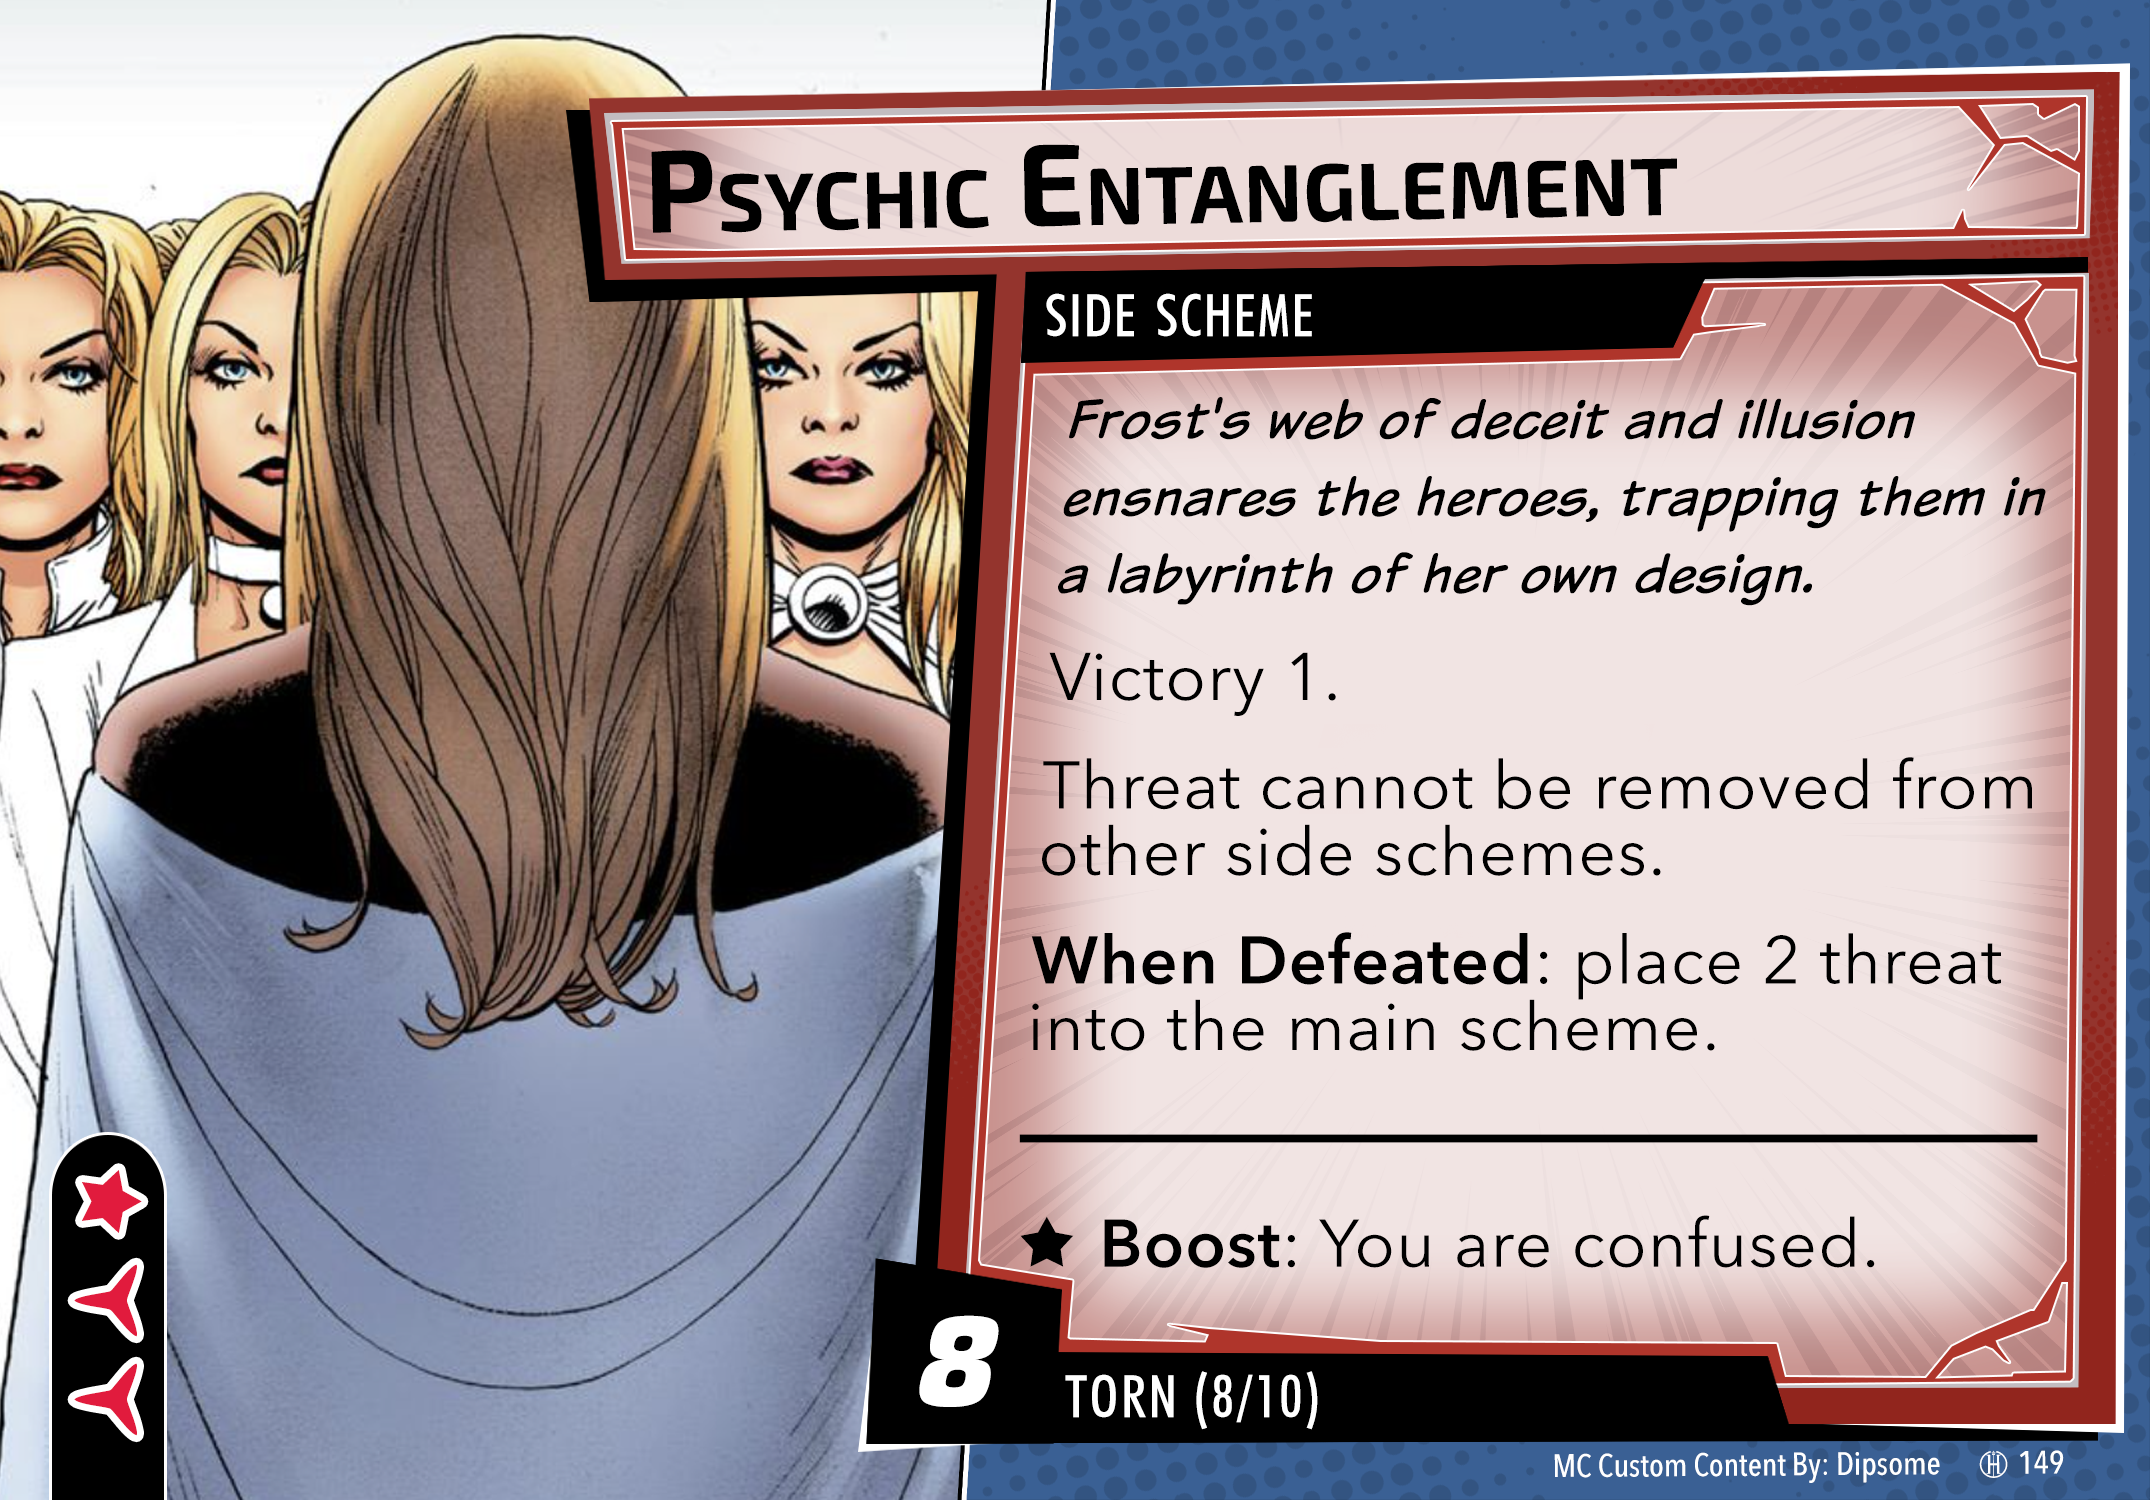 PSYCHIC ENTANGLEMENT
SIDE SCHEME
Frost's web of deceit and illusion
ensnares the heroes, trapping them in
a labyrinth of her own design.
Victory 1.
Threat cannot be removed from
other side schemes.
When Defeated: place 2 threat
into the main scheme.
★ Boost: You are confused.
8
TORN (8/10)
MC Custom Content By: Dipsome 149